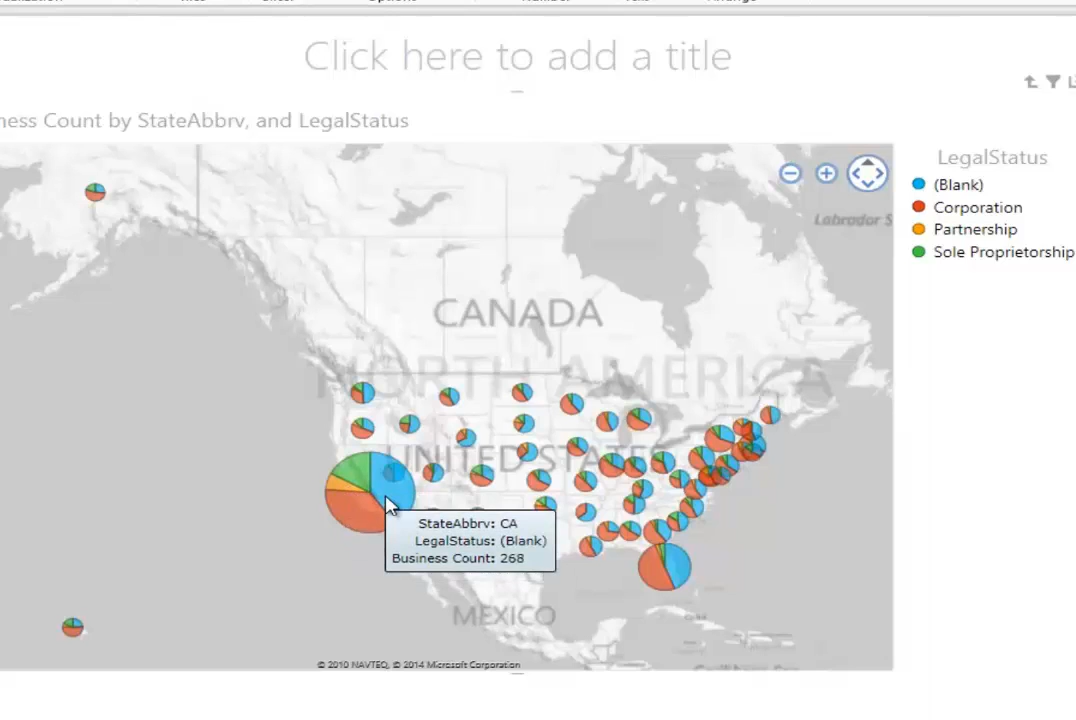 Click here to add a title
ness Count by StateAbbrv, and LegalStatus
LegalStatus
(Blank)
Corporation
Partnership
Sole Proprietorship
Labrador S
CANADA
NORTH AMERICA
UNITED STATES
StateAbbrv: CA
LegalStatus: (Blank)
Business Count: 268
MEXICO
© 2010 NAVTEQ, © 2014 Microsoft Corporation